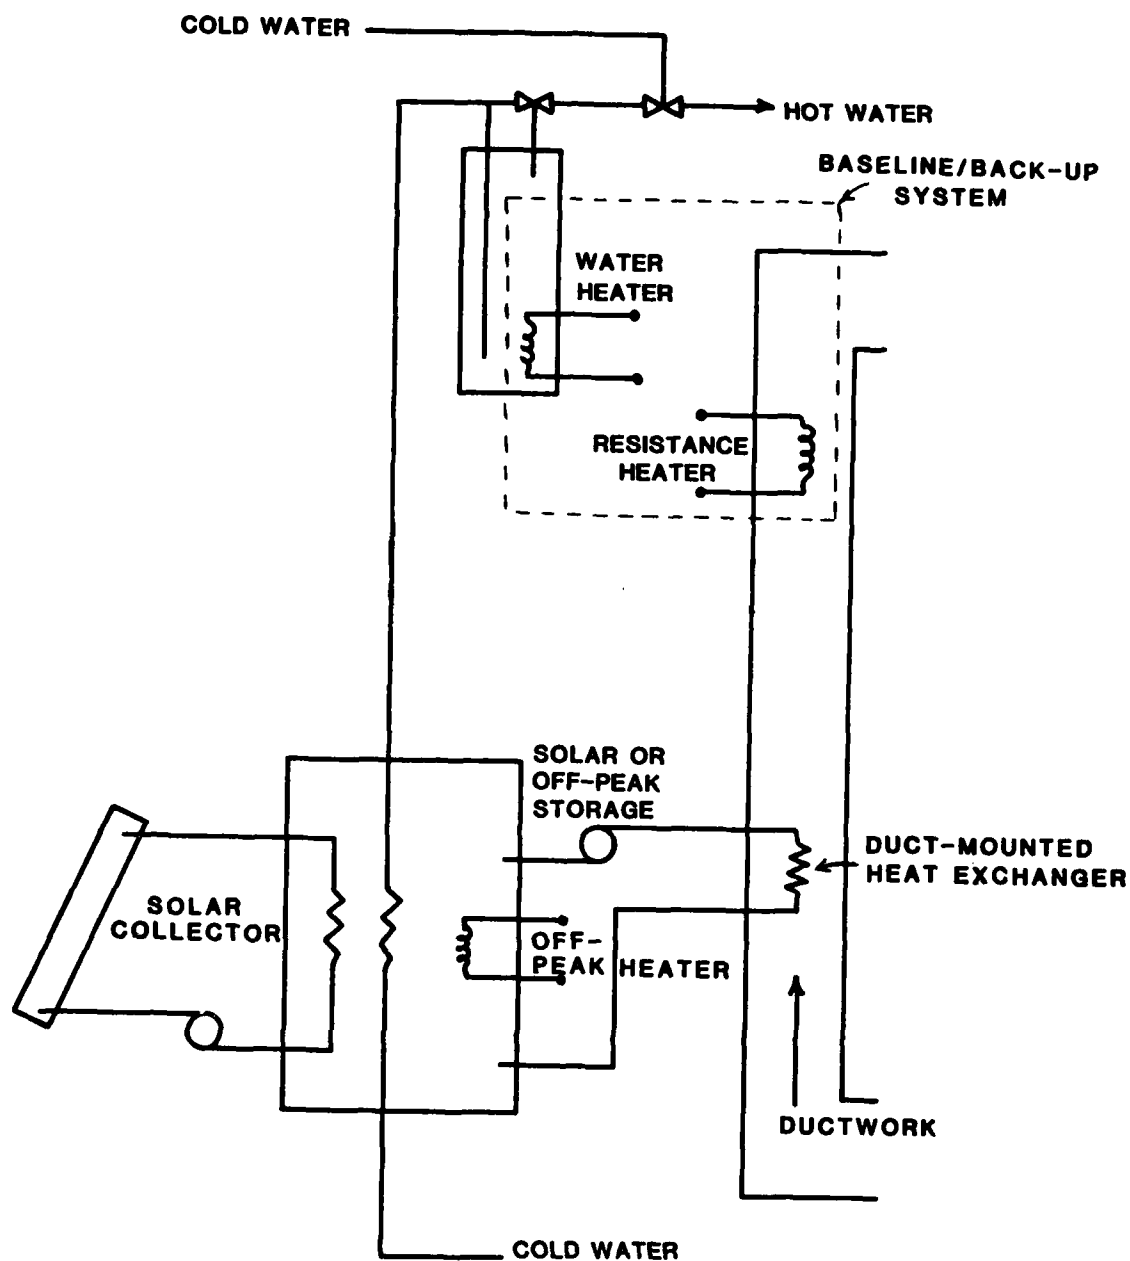 COLD WATER
HOT WATER
BASELINE/BACK-UP
SYSTEM
WATER
HEATER
RESISTANCE
HEATER
SOLAR OR
OFF-PEAK
STORAGE
DUCT-MOUNTED
HEAT EXCHANGER
SOLAR
COLLECTOR
OFF-
PEAK HEATER
DUCTWORK
COLD WATER